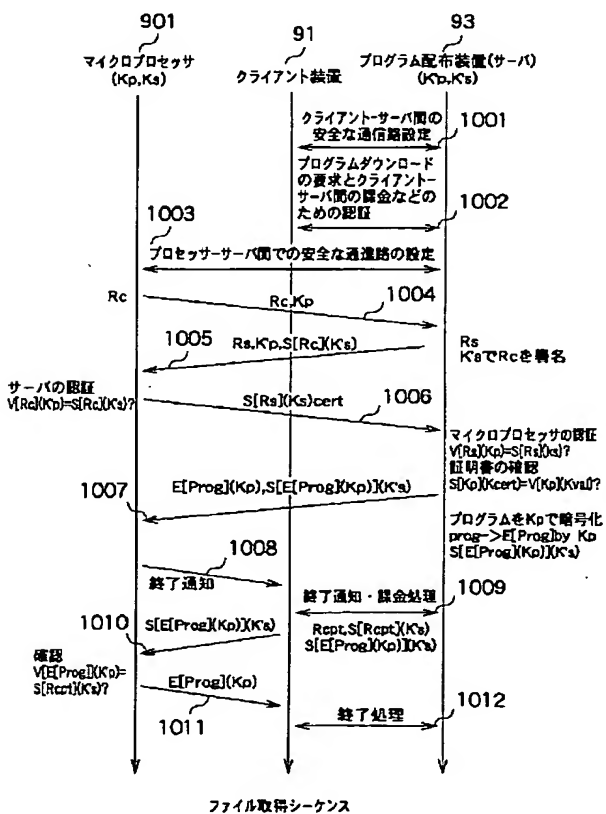 901
マイクロプロセッサ
(Kp,Ks)
91
クライアント装置
93
プログラム配布装置(サーバ)
(K'p,K's)
クライアント-サーバ間の
安全な通信路設定
1001
プログラムダウンロード
の要求とクライアント-
サーバ間の課金などの
ための認証
1002
1003
プロセッサーサーバ間での安全な通進路の設定
Rc
Rc,Kp
1004
1005
Rs,K'p,S[Rc](K's)
Rs
K'sでRcを署名
サーバの認証
V[Rc](K'p)=S[Rc](K's)?
S[Rs](Ks)cert
1006
マイクロプロセッサの認証
V[Rs](Kp)=S[Rs](ks)?
証明書の確認
S[Kp](Kcert)=V[Kp](Kval)?
1007
E[Prog](Kp),S[E[Prog](Kp)](K's)
プログラムをKpで暗号化
prog->E[Prog]by Kp
S[E[Prog](Kp)](K's)
1008
終了通知
終了通知・課金処理
1009
1010
S[E[Prog](Kp)](K's)
Rcpt,S[Rcpt](K's)
S[E[Prog](Kp)](K's)
確認
V[E[Prog]](K'p)=
S[Rcct](K's)?
E[Prog](Kp)
1011
終了処理
1012
ファイル取得シーケンス